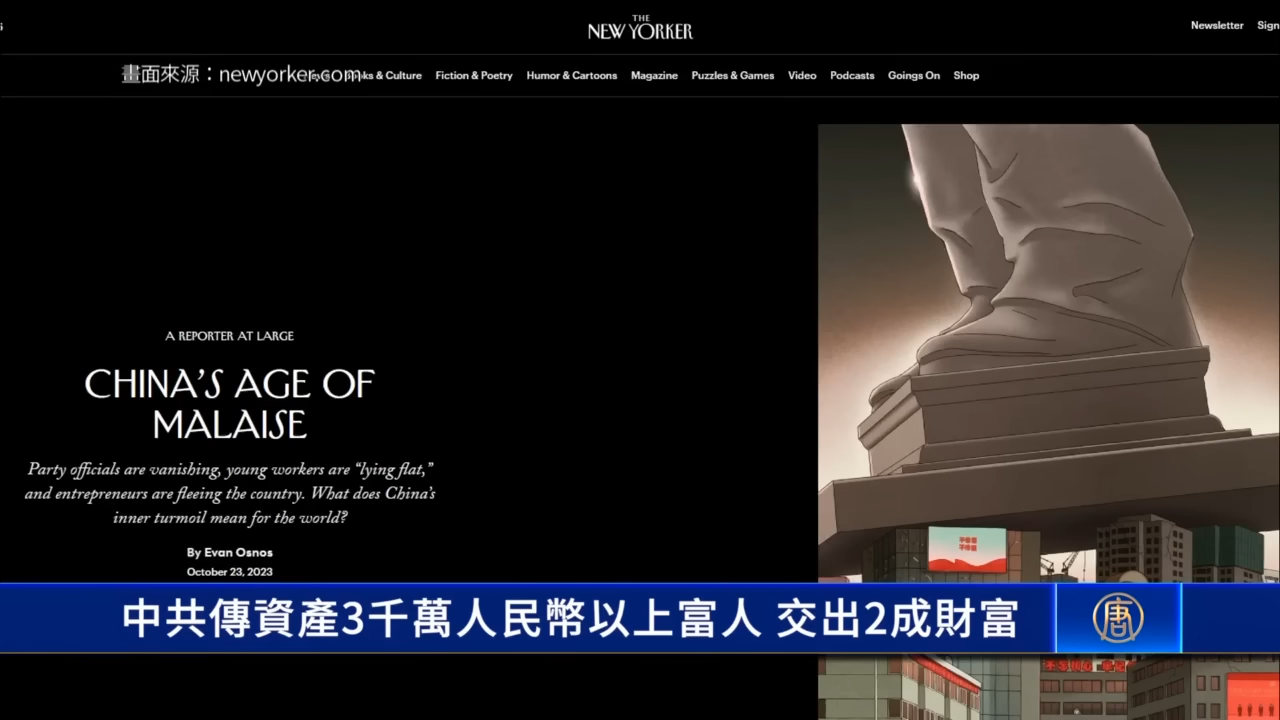 THE
NEW YORKER
Newsletter
畫面來源：newyorker.com
& Culture Fiction & Poetry Humor & Cartoons Magazine Puzzles & Games Video Podcasts Goings On Shop
A REPORTER AT LARGE
CHINA'S AGE OF
MALAISE
Party officials are vanishing, young workers are “lying flat,”
and entrepreneurs are fleeing the country. What does China's
inner turmoil mean for the world?
By Evan Osnos
October 23, 2023
中共傳資產3千萬人民幣以上富人 交出2成財富
唐